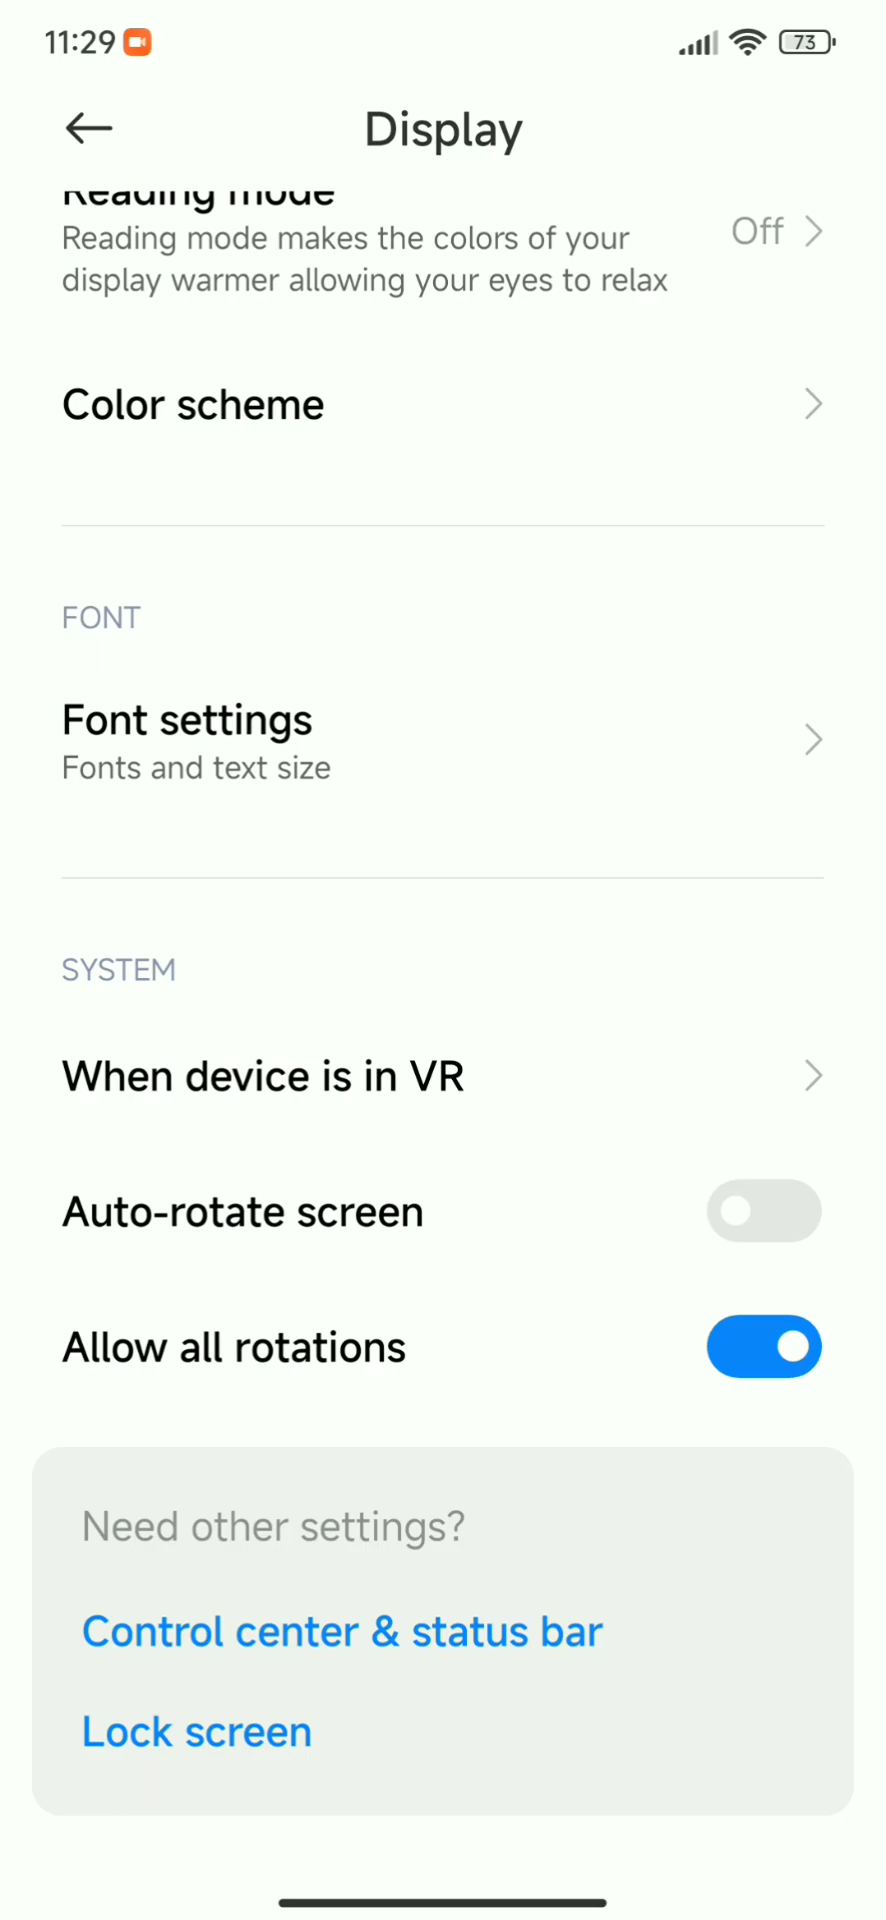 11:29
73
Display
Reading mode
Reading mode makes the colors of your
display warmer allowing your eyes to relax
Off
Color scheme
FONT
Font settings
Fonts and text size
SYSTEM
When device is in VR
Auto-rotate screen
Allow all rotations
Need other settings?
Control center & status bar
Lock screen